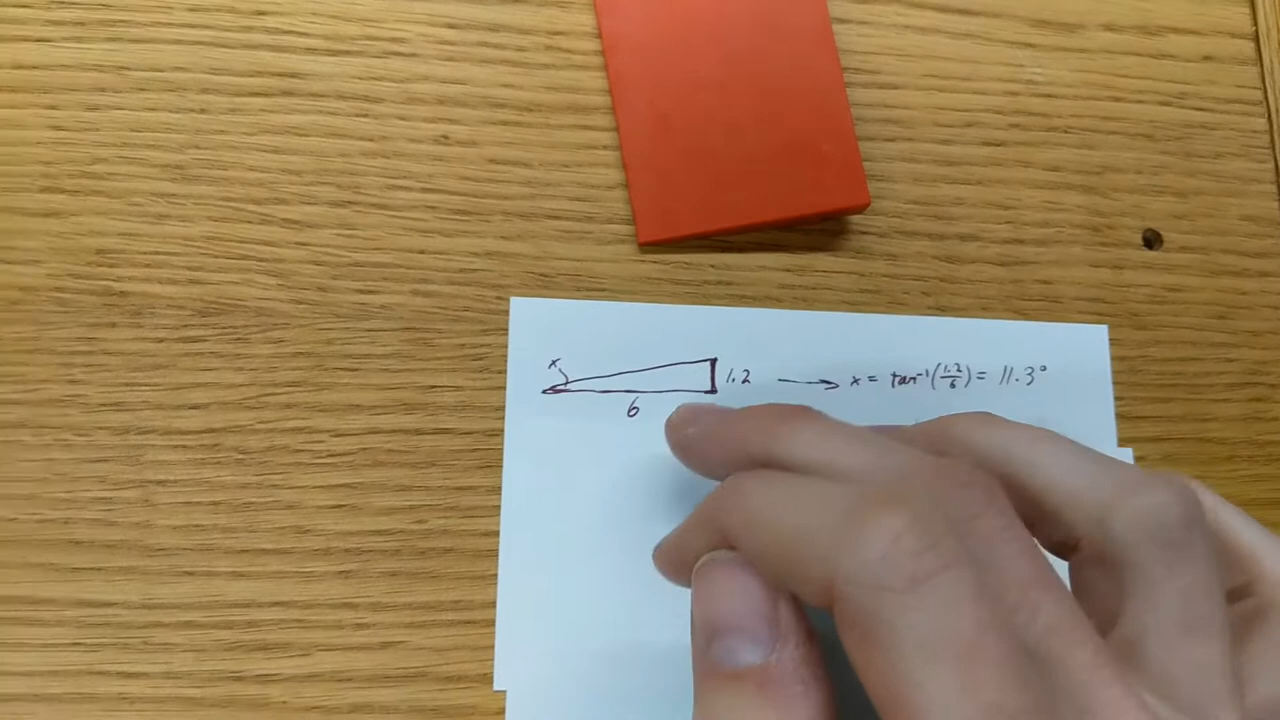 x
1.2 → x = tan⁻¹(1.2/6) = 11.3°
6